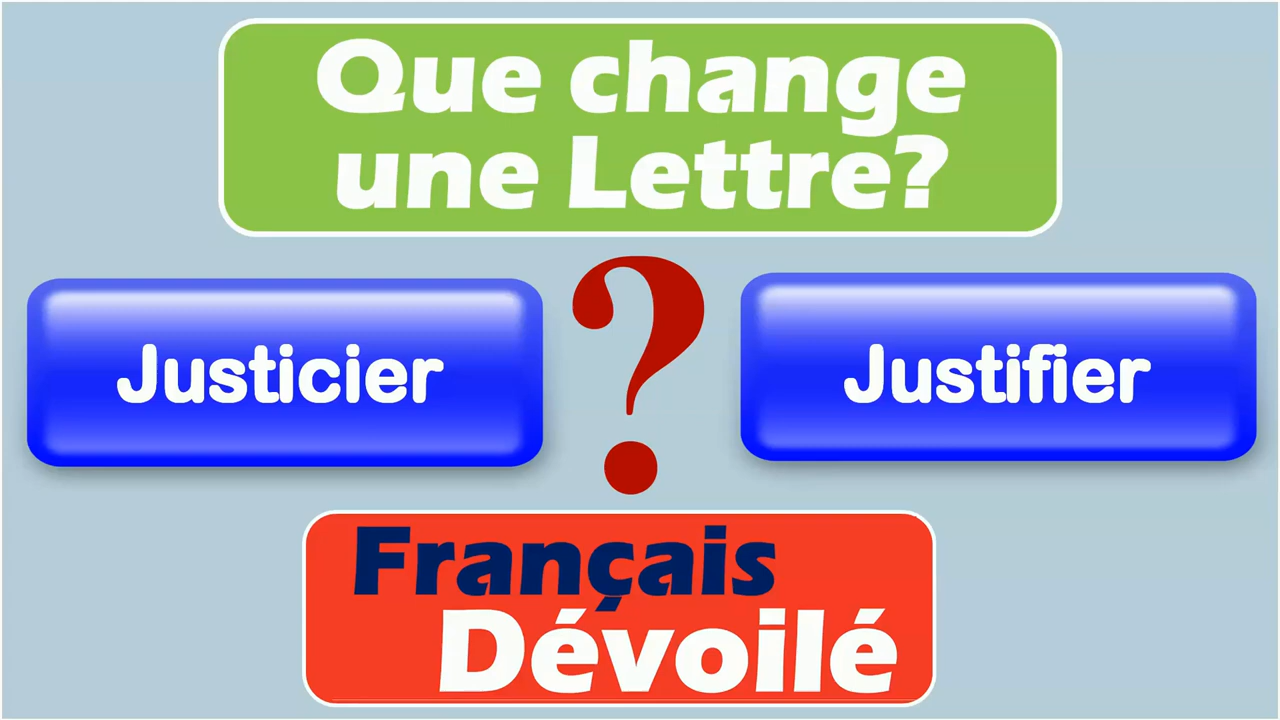 Que change
une Lettre?
Justicier
?
Justifier
Français
Dévoilé